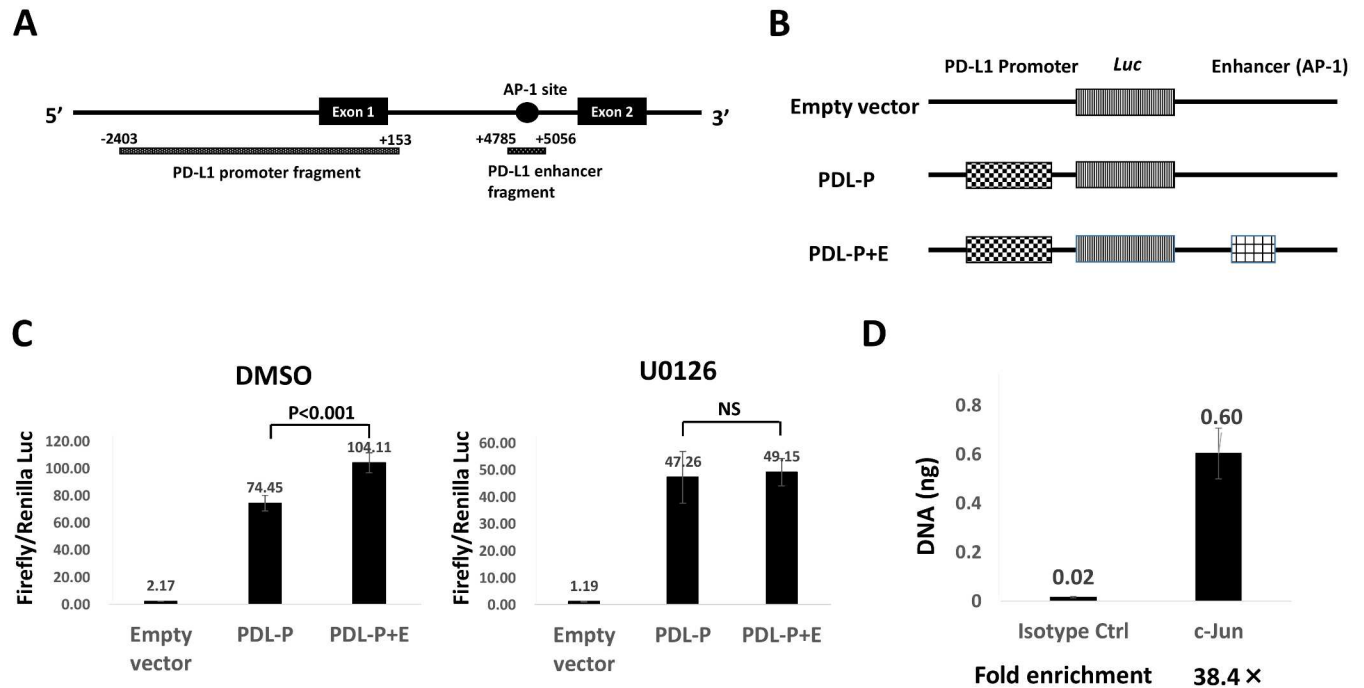 A
AP-1 site
5’
Exon 1
Exon 2
3’
-2403
+153
+4785
+5056
PD-L1 promoter fragment
PD-L1 enhancer
fragment
B
PD-L1 Promoter
Luc
Enhancer (AP-1)
Empty vector
PDL-P
PDL-P+E
C
DMSO
P<0.001
Firefly/Renilla Luc
120.00
100.00
80.00
60.00
40.00
20.00
0.00
2.17
74.45
104.11
Empty
vector
PDL-P
PDL-P+E
U0126
NS
Firefly/Renilla Luc
60.00
50.00
40.00
30.00
20.00
10.00
0.00
1.19
47.26
49.15
Empty
vector
PDL-P
PDL-P+E
D
DNA (ng)
0.8
0.6
0.4
0.2
0
0.02
0.60
Isotype Ctrl
c-Jun
Fold enrichment 38.4 ×